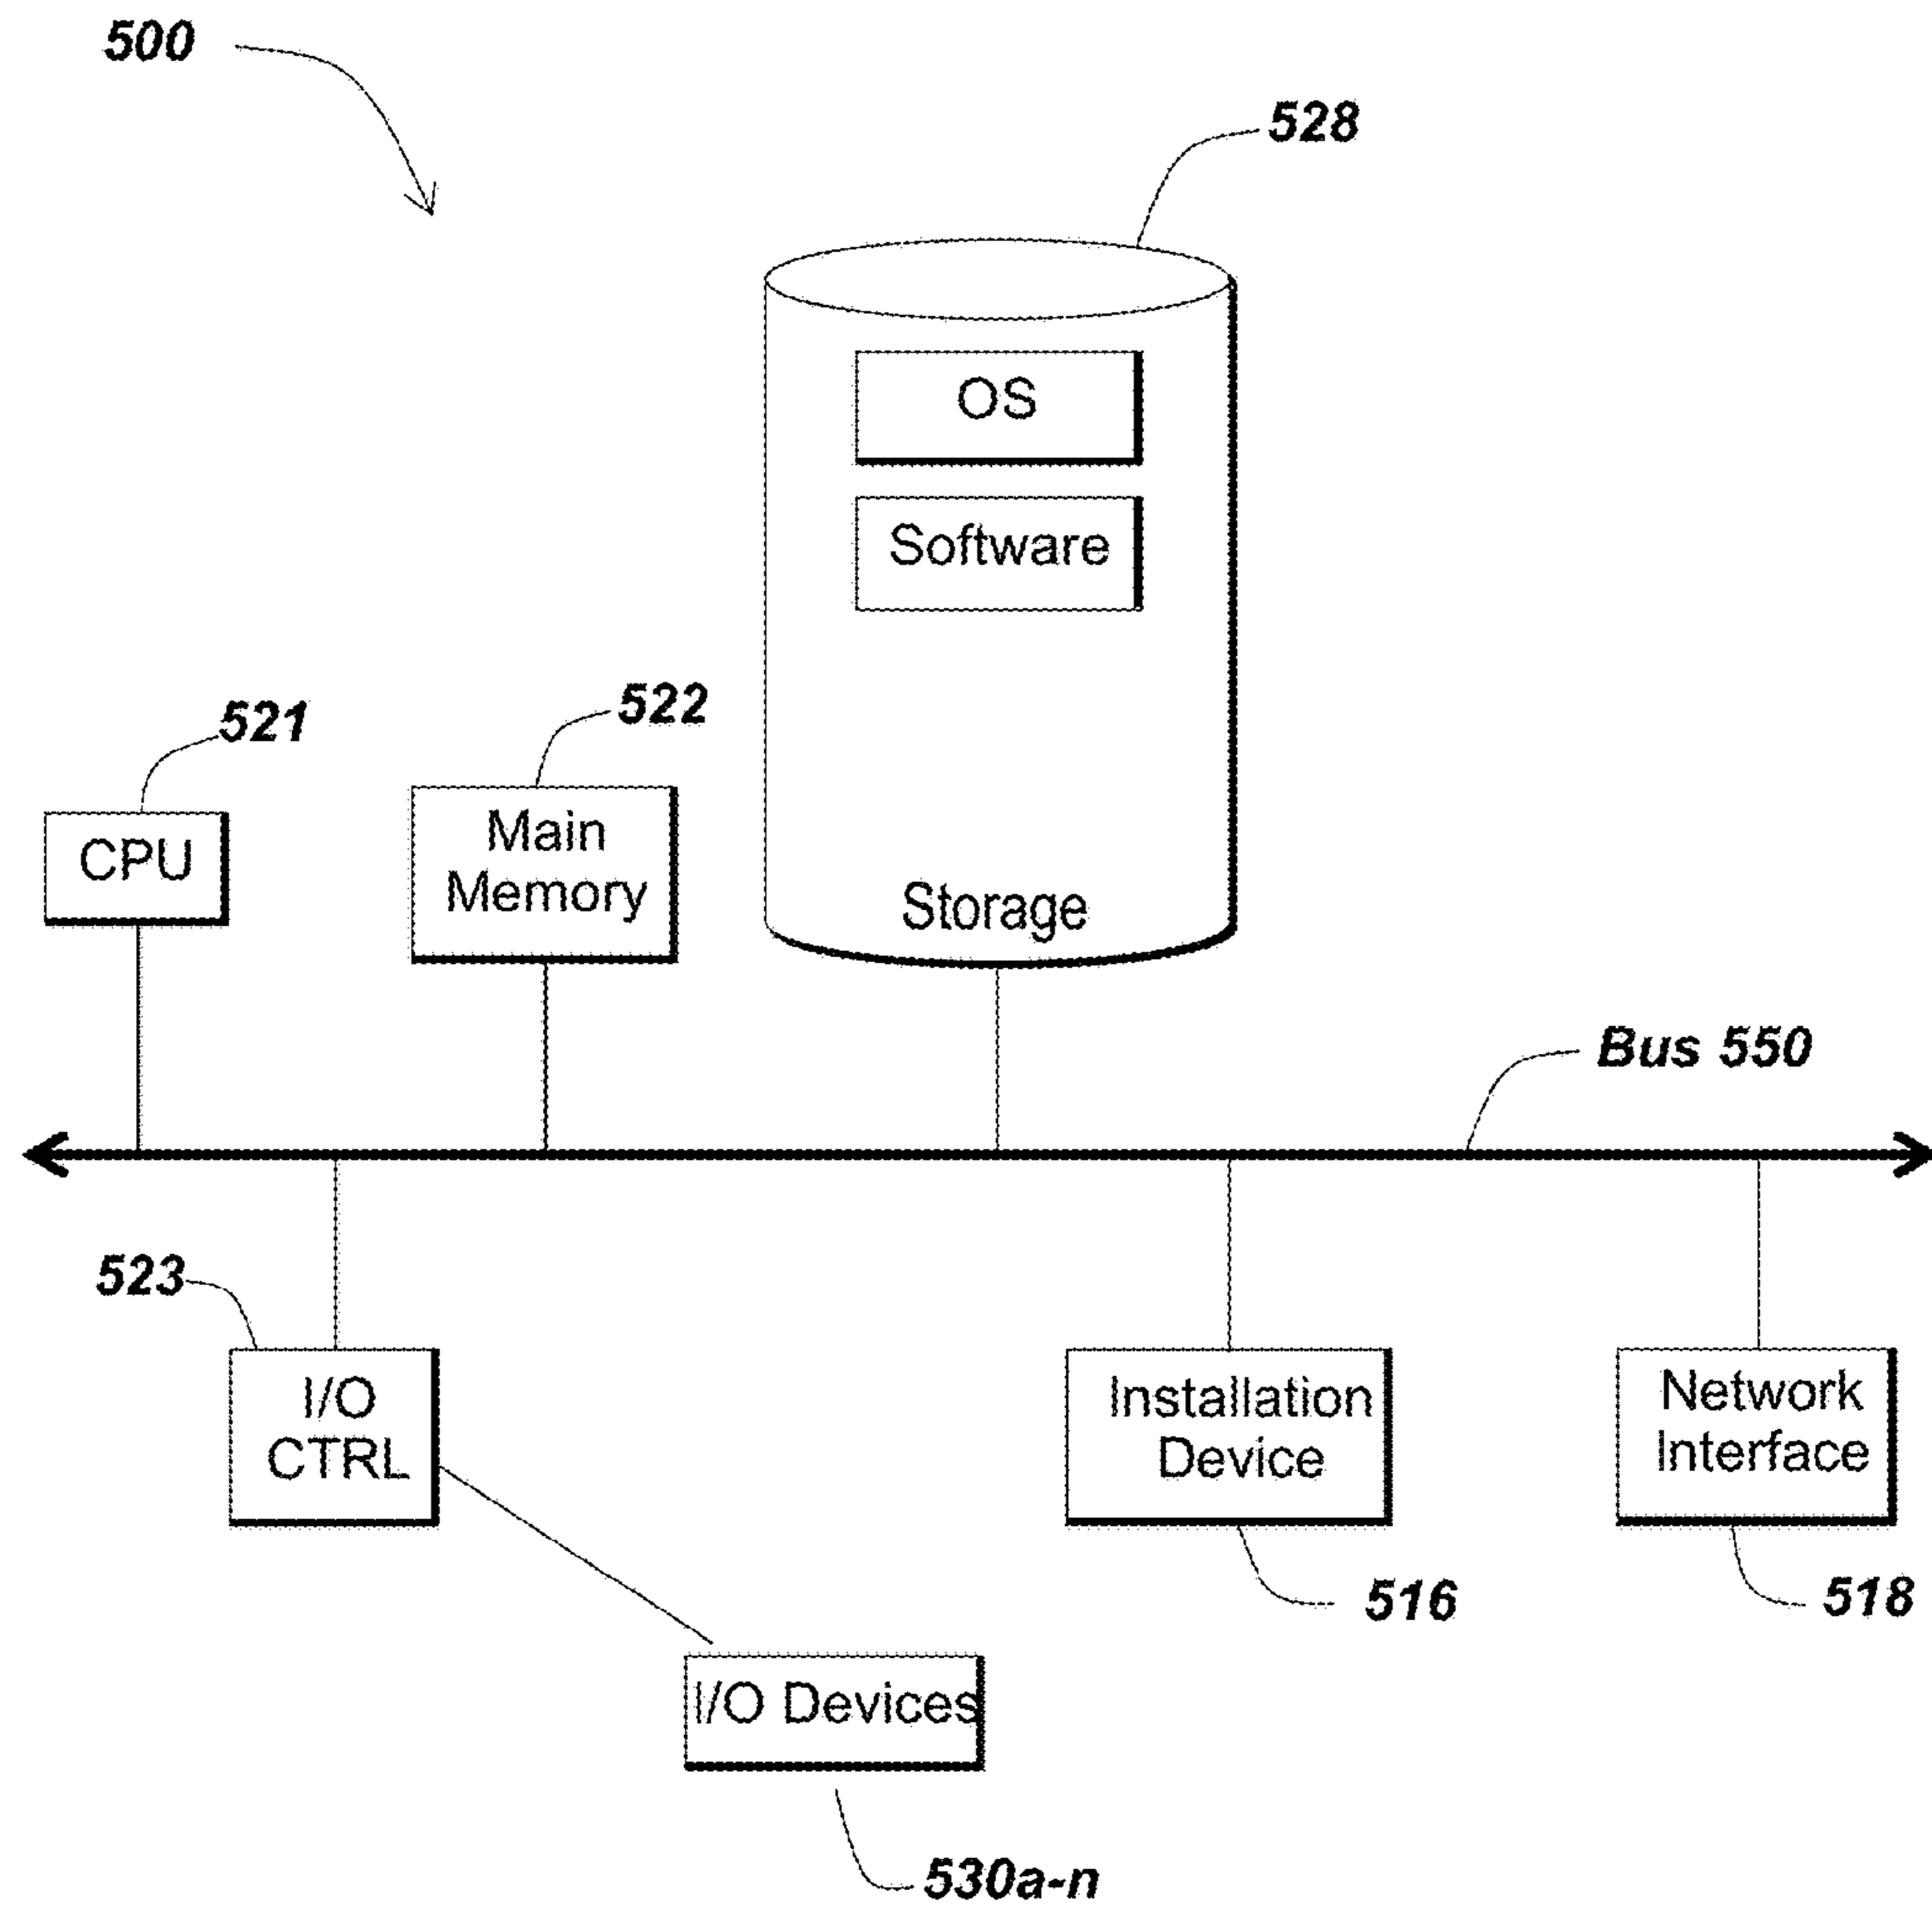 500
528
OS
Software
521
522
CPU
Main
Memory
Storage
Bus 550
523
I/O
CTRL
Installation
Device
Network
Interface
516
518
I/O Devices
530a-n